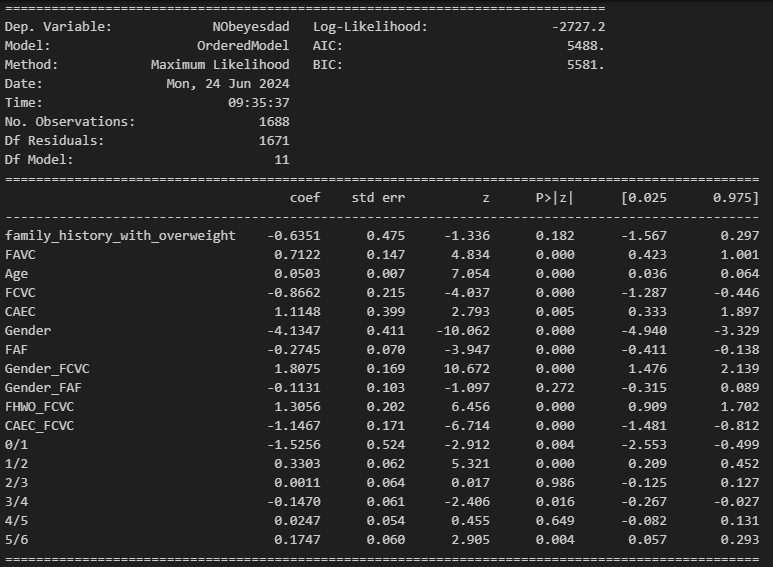 ==============================================================================
Dep. Variable:             NObeyesdad   Log-Likelihood:                -2727.2
Model:                   OrderedModel   AIC:                             5488.
Method:            Maximum Likelihood   BIC:                             5581.
Date:                Mon, 24 Jun 2024
Time:                        09:35:37
No. Observations:                1688
Df Residuals:                    1671
Df Model:                          11
==================================================================================================
                                     coef    std err          z      P>|z|      [0.025      0.975]
--------------------------------------------------------------------------------------------------
family_history_with_overweight    -0.6351      0.475     -1.336      0.182      -1.567       0.297
FAVC                               0.7122      0.147      4.834      0.000       0.423       1.001
Age                                0.0503      0.007      7.054      0.000       0.036       0.064
FCVC                              -0.8662      0.215     -4.037      0.000      -1.287      -0.446
CAEC                               1.1148      0.399      2.793      0.005       0.333       1.897
Gender                            -4.1347      0.411    -10.062      0.000      -4.940      -3.329
FAF                               -0.2745      0.070     -3.947      0.000      -0.411      -0.138
Gender_FCVC                        1.8075      0.169     10.672      0.000       1.476       2.139
Gender_FAF                        -0.1131      0.103     -1.097      0.272      -0.315       0.089
FHWO_FCVC                          1.3056      0.202      6.456      0.000       0.909       1.702
CAEC_FCVC                         -1.1467      0.171     -6.714      0.000      -1.481      -0.812
0/1                               -1.5256      0.524     -2.912      0.004      -2.553      -0.499
1/2                                0.3303      0.062      5.321      0.000       0.209       0.452
2/3                                0.0011      0.064      0.017      0.986      -0.125       0.127
3/4                               -0.1470      0.061     -2.406      0.016      -0.267      -0.027
4/5                                0.0247      0.054      0.455      0.649      -0.082       0.131
5/6                                0.1747      0.060      2.905      0.004       0.057       0.293
==================================================================================================